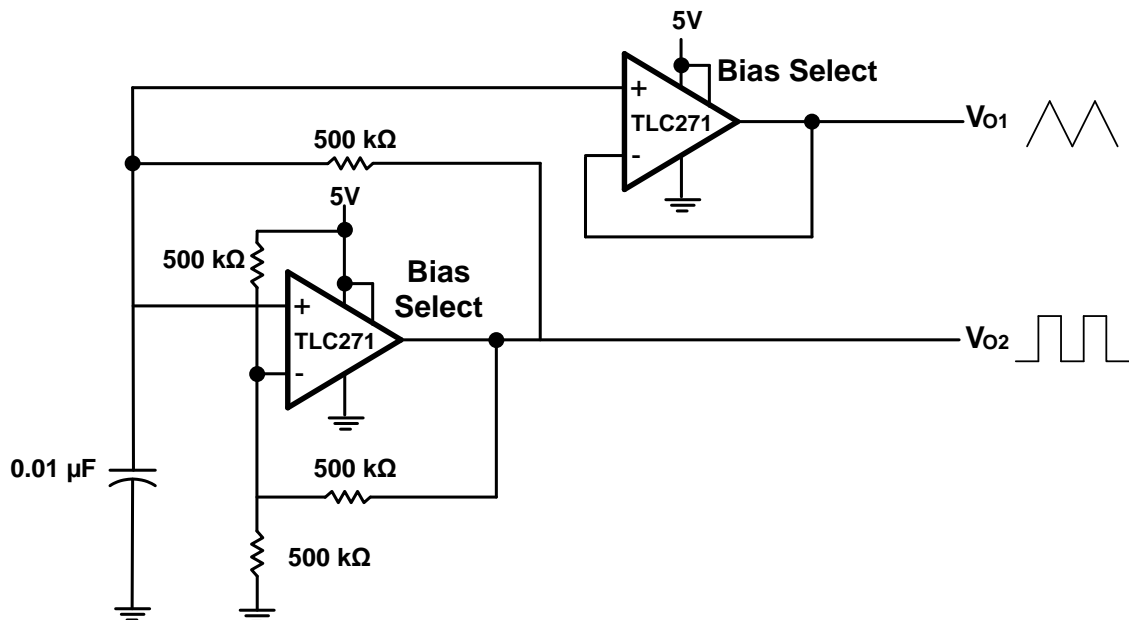 5V
Bias Select
+
TLC271
-
VO1
500 kΩ
5V
500 kΩ
Bias
Select
+
TLC271
-
VO2
0.01 µF
500 kΩ
500 kΩ